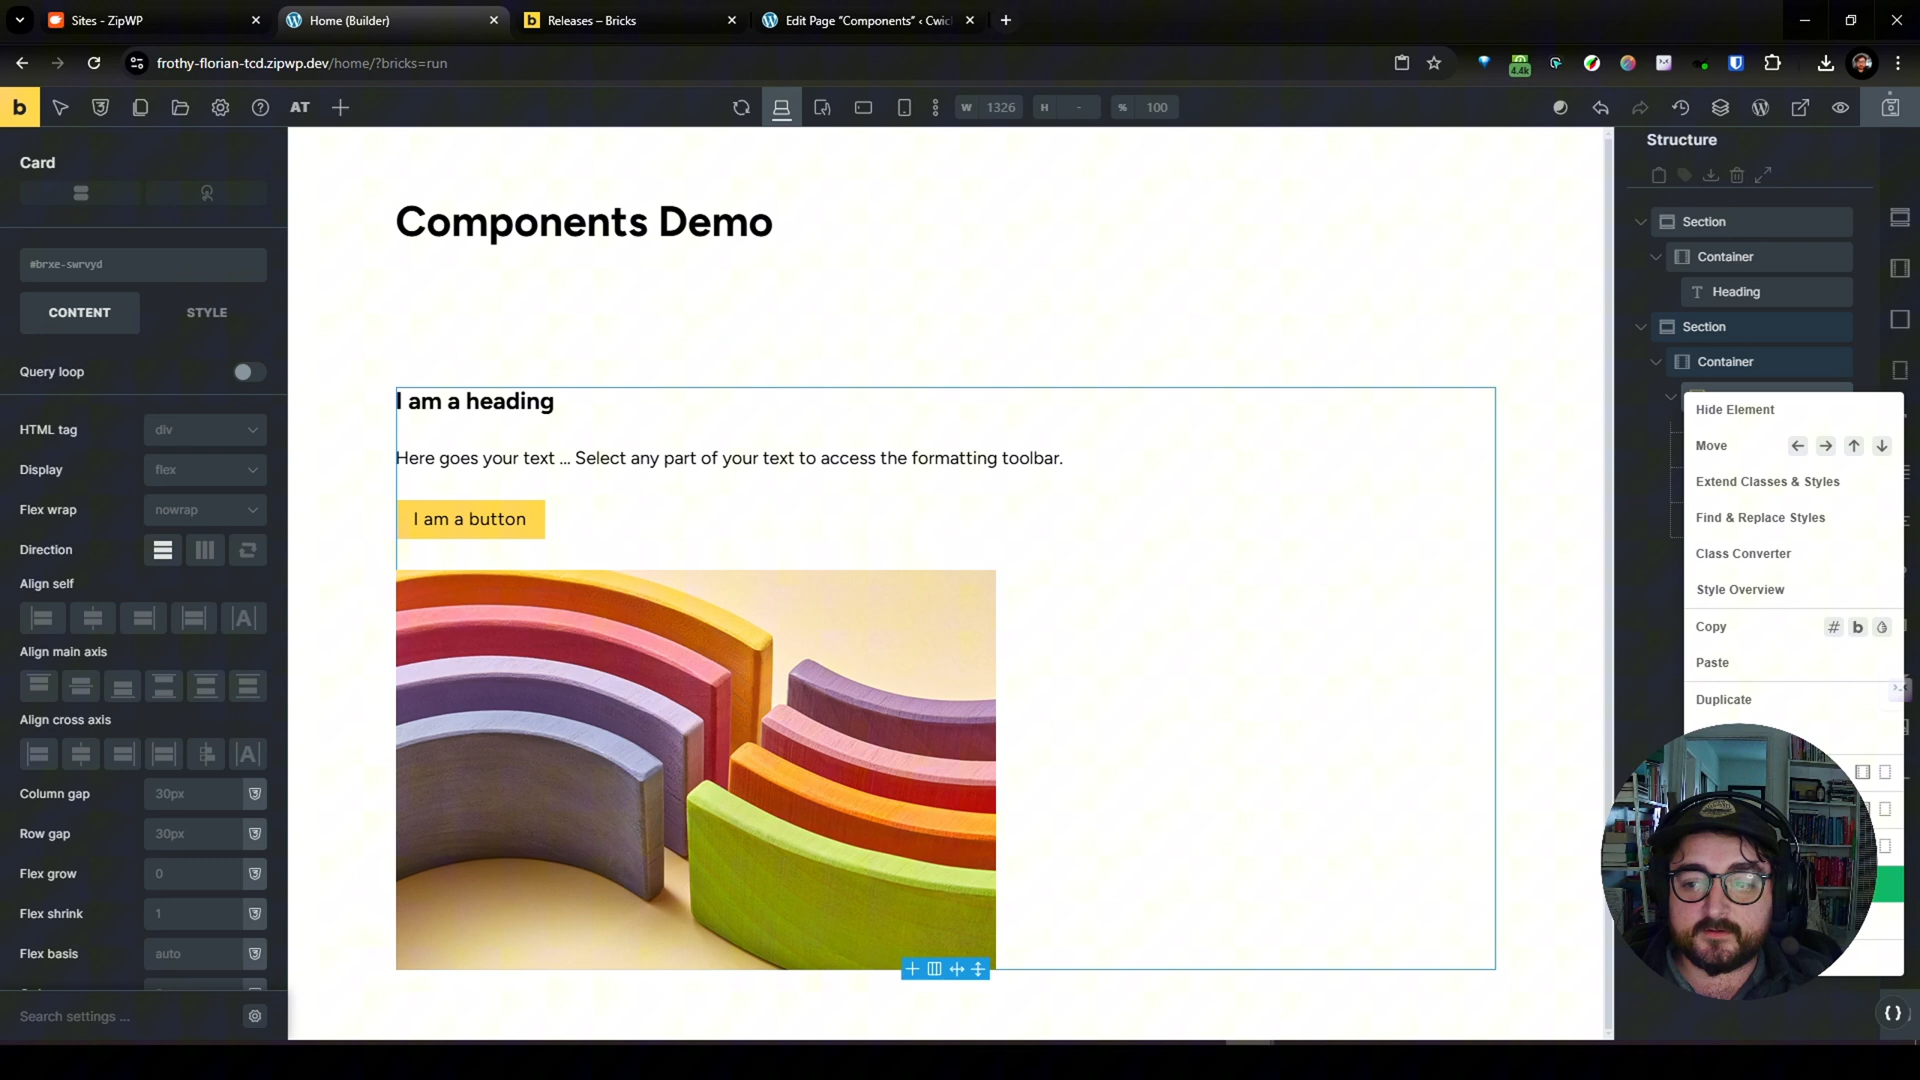 Sites - ZipWP
Home (Builder)
Releases – Bricks
Edit Page “Components” ‹ Cwic
frothy-florian-tcd.zipwp.dev/home/?bricks=run
4.4k
b
AT
W 1326
H -
% 100
Card
#brxe-swrvyd
CONTENT
STYLE
Query loop
HTML tag
div
Display
flex
Flex wrap
nowrap
Direction
Align self
Align main axis
Align cross axis
Column gap
30px
Row gap
30px
Flex grow
0
Flex shrink
1
Flex basis
auto
Search settings ...
Components Demo
I am a heading
Here goes your text ... Select any part of your text to access the formatting toolbar.
I am a button
Structure
Section
Container
Heading
Section
Container
Hide Element
Move
Extend Classes & Styles
Find & Replace Styles
Class Converter
Style Overview
Copy
Paste
Duplicate